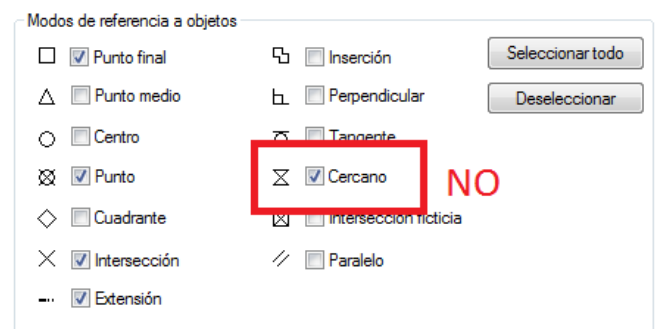 Modos de referencia a objetos
Punto final
Inserción
Seleccionar todo
Punto medio
Perpendicular
Deseleccionar
Centro
Tangente
Punto
Cercano
NO
Cuadrante
Intersección ficticia
Intersección
Paralelo
Extensión